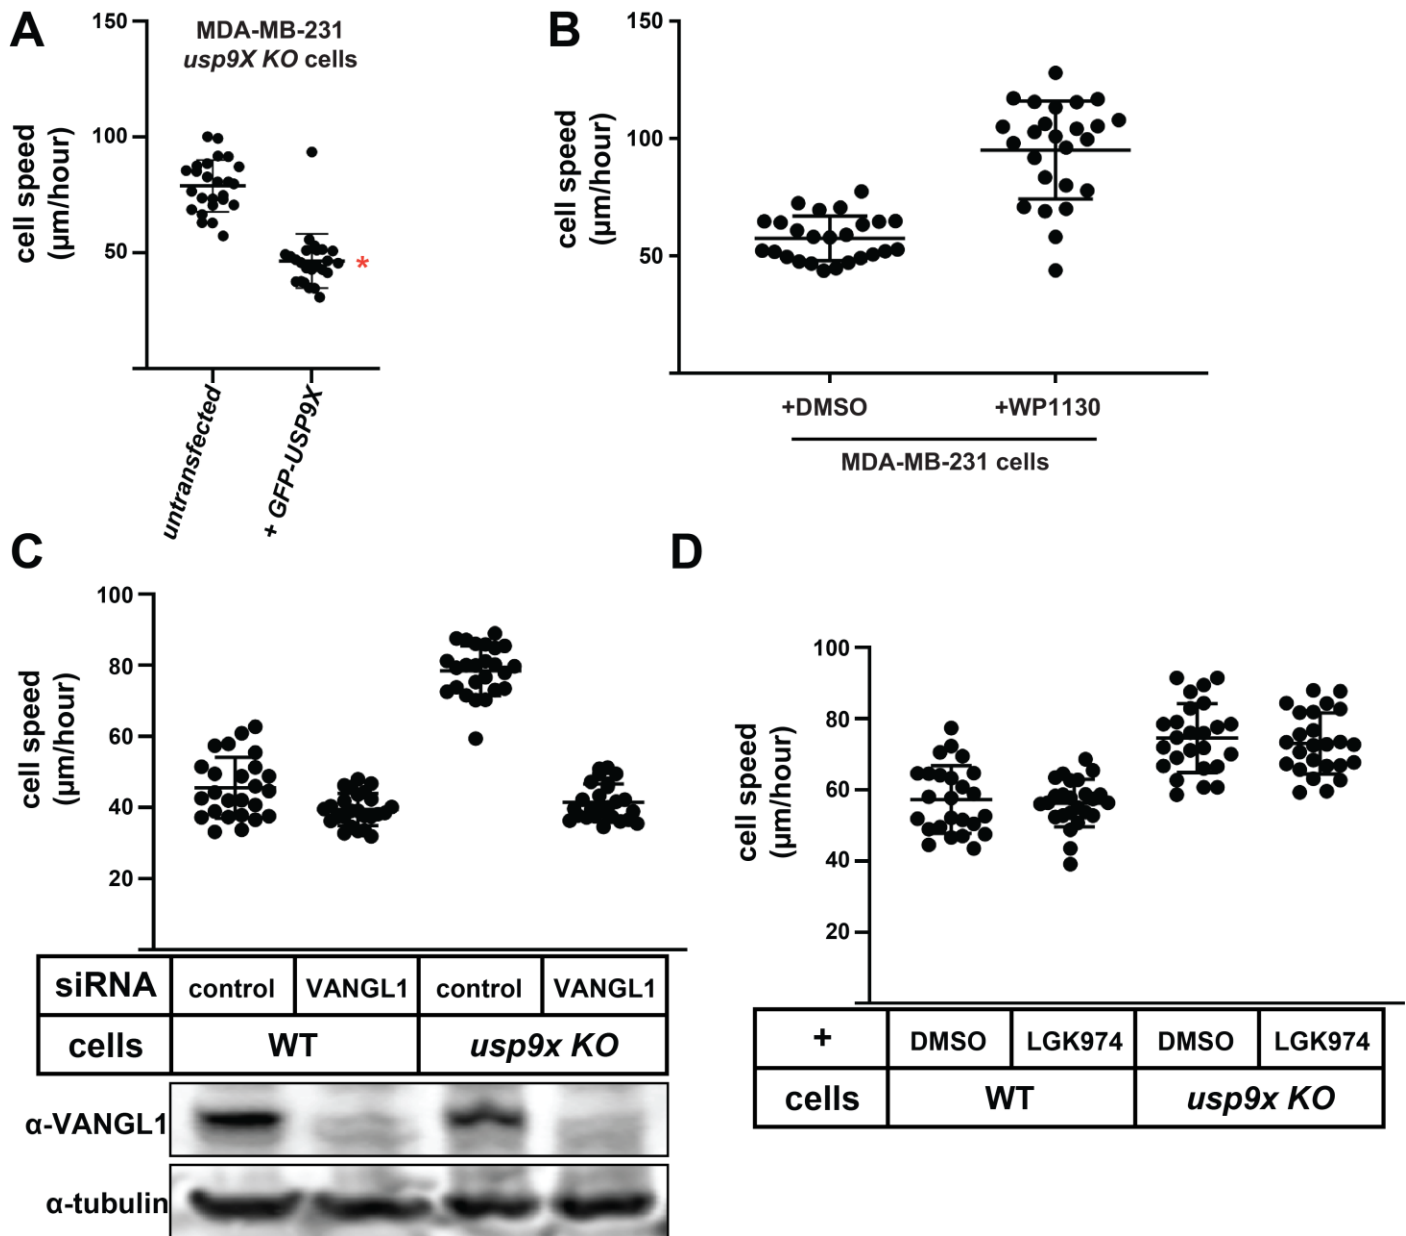 A
MDA-MB-231
usp9X KO cells
150
100
50
cell speed
(μm/hour)
*
untransfected
+ GFP-USP9X
B
150
100
50
cell speed
(μm/hour)
+DMSO
+WP1130
MDA-MB-231 cells
C
100
80
60
40
20
cell speed
(μm/hour)
siRNA control VANGL1 control VANGL1
cells WT usp9x KO
α-VANGL1
α-tubulin
D
100
80
60
40
20
cell speed
(μm/hour)
+ DMSO LGK974 DMSO LGK974
cells WT usp9x KO